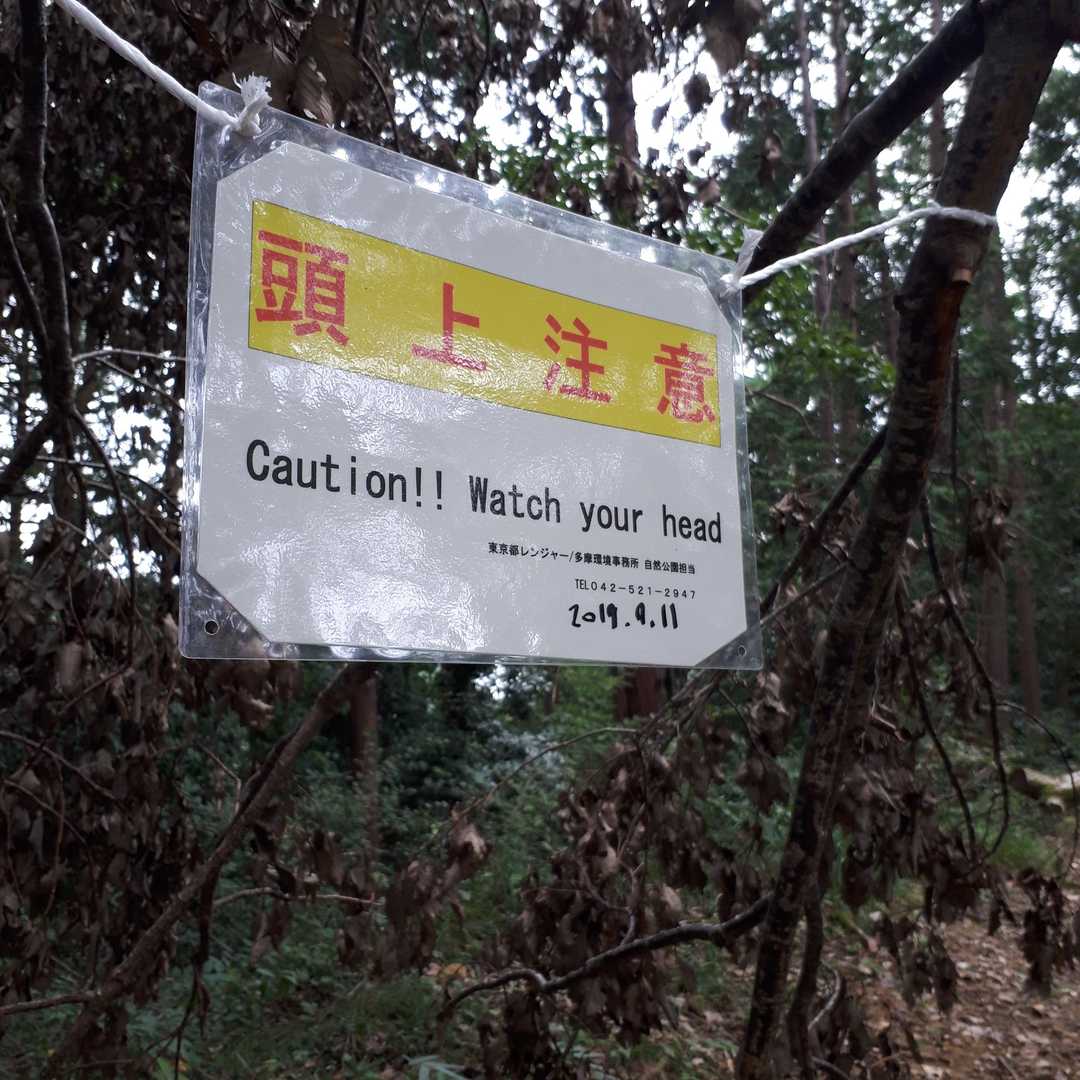 頭上注意
Caution!! Watch your head
東京都レンジャー/多摩環境事務所 自然公園担当
TEL042-521-2947
2019.9.11